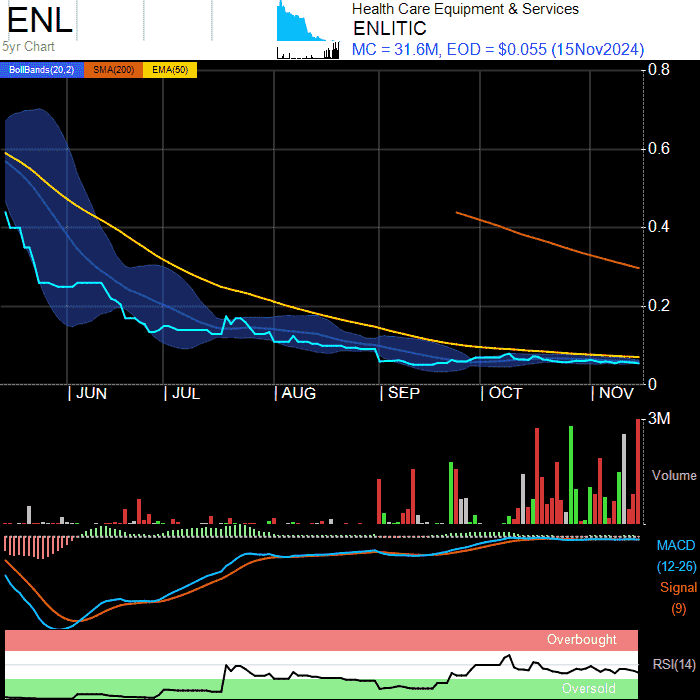 ENL
5yr Chart
Health Care Equipment & Services
ENLITIC
MC = 31.6M, EOD = $0.055 (15Nov2024)
BollBands(20,2) SMA(200) EMA(50)
0.8
0.6
0.4
0.2
0
| JUN | JUL | AUG | SEP | OCT | NOV
3M
Volume
MACD
(12-26)
Signal
(9)
Overbought
RSI(14)
Oversold